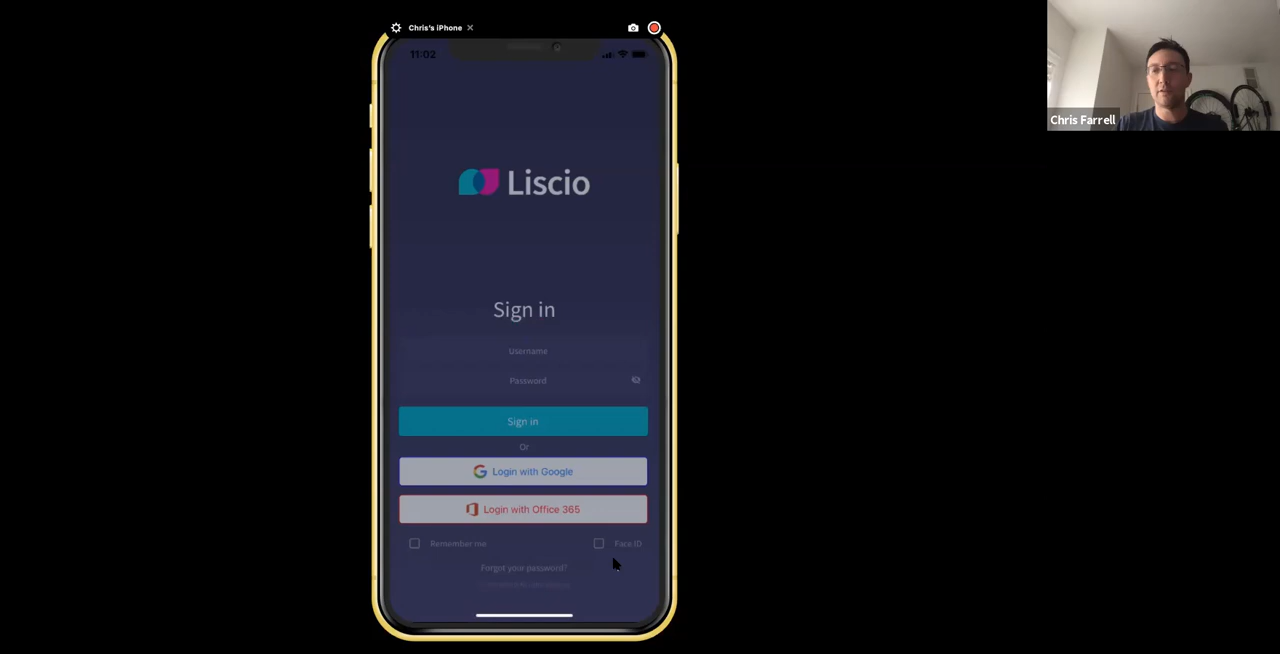 Chris's iPhone
11:02
Chris Farrell
Liscio
Sign in
Username
Password
Sign in
Or
Login with Google
Login with Office 365
Remember me
Face ID
Forgot your password?